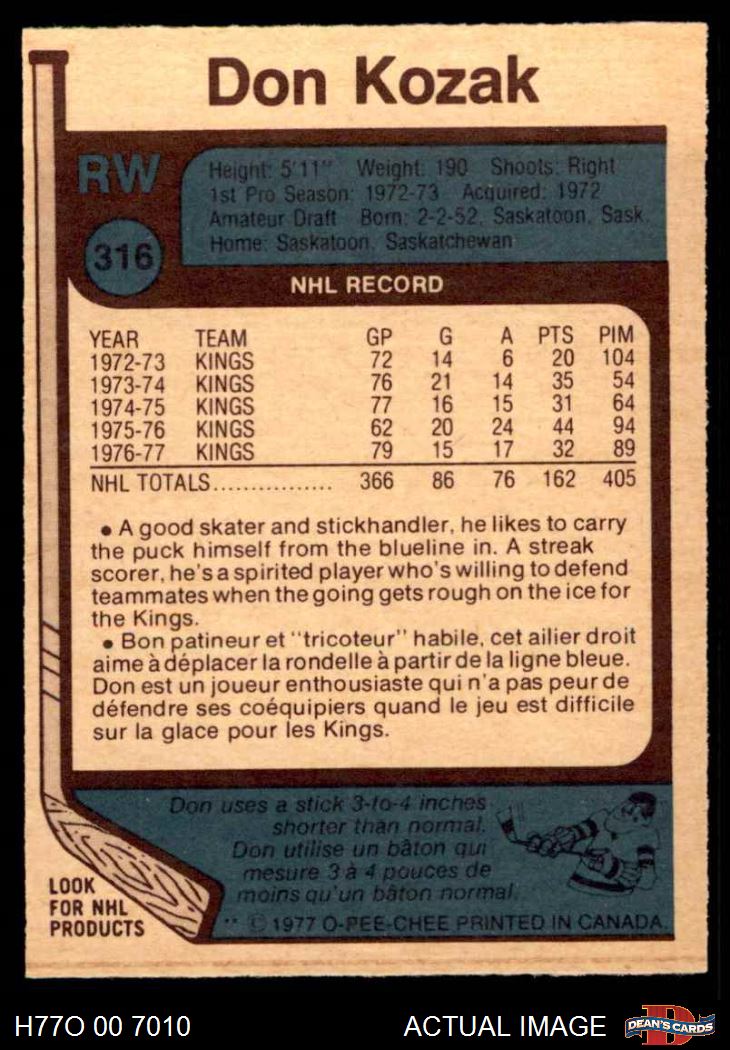 Don Kozak
RW
316
Height: 5'11" Weight: 190 Shoots: Right
1st Pro Season: 1972-73 Acquired: 1972
Amateur Draft Born: 2-2-52, Saskatoon, Sask.
Home: Saskatoon, Saskatchewan
NHL RECORD
YEAR TEAM GP G A PTS PIM
1972-73 KINGS 72 14 6 20 104
1973-74 KINGS 76 21 14 35 54
1974-75 KINGS 77 16 15 31 64
1975-76 KINGS 62 20 24 44 94
1976-77 KINGS 79 15 17 32 89
NHL TOTALS................ 366 86 76 162 405
• A good skater and stickhandler, he likes to carry
the puck himself from the blueline in. A streak
scorer, he's a spirited player who's willing to defend
teammates when the going gets rough on the ice for
the Kings.
• Bon patineur et "tricoteur" habile, cet ailier droit
aime à déplacer la rondelle à partir de la ligne bleue.
Don est un joueur enthousiaste qui n'a pas peur de
défendre ses coéquipiers quand le jeu est difficile
sur la glace pour les Kings.
Don uses a stick 3-to-4 inches
shorter than normal.
Don utilise un bâton qui
mesure 3 à 4 pouces de
moins qu'un bâton normal.
LOOK
FOR NHL
PRODUCTS
** © 1977 O-PEE-CHEE PRINTED IN CANADA.
H77O 00 7010
ACTUAL IMAGE
D
DEAN'S CARDS